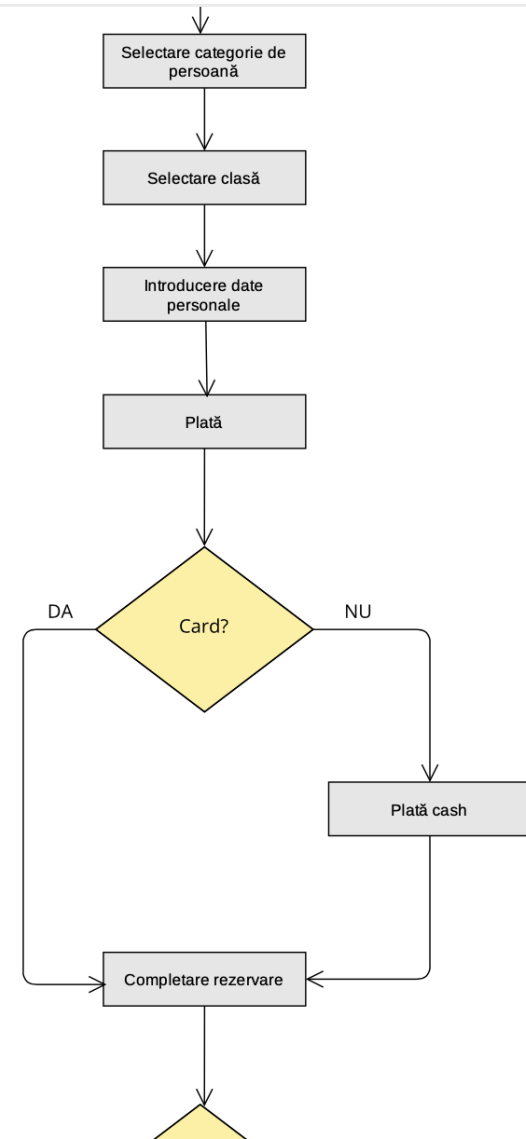 Selectare categorie de
persoană
Selectare clasă
Introducere date
personale
Plată
DA
Card?
NU
Plată cash
Completare rezervare